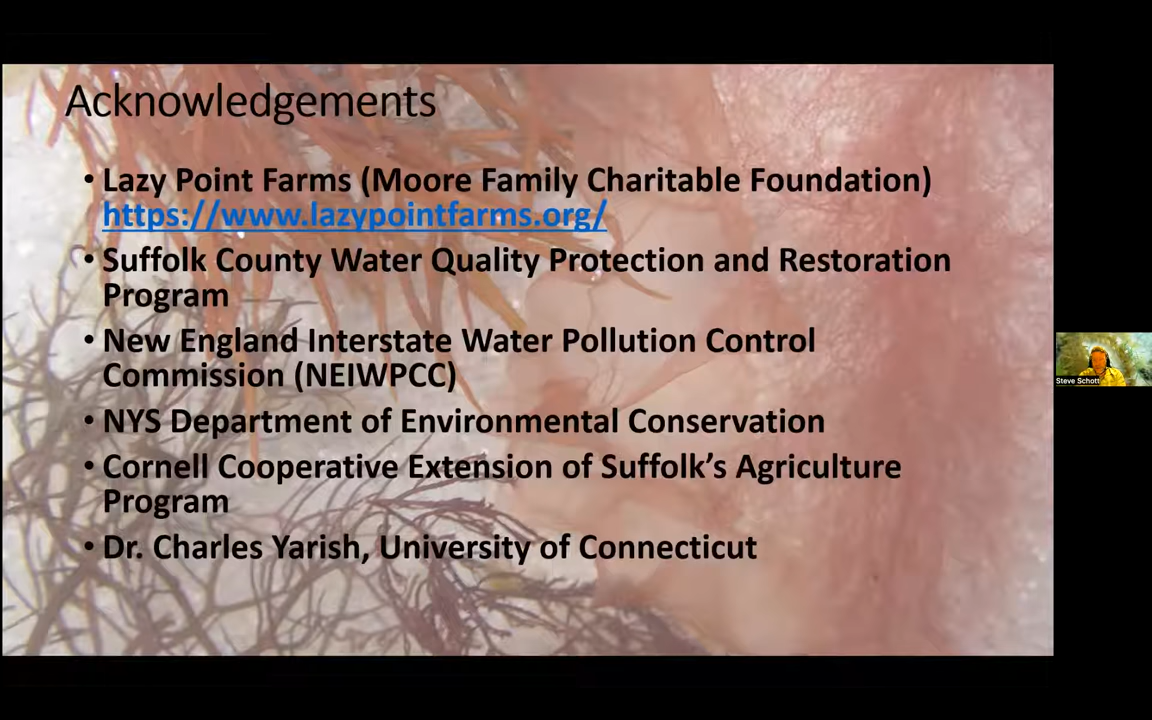 Acknowledgements
• Lazy Point Farms (Moore Family Charitable Foundation)
https://www.lazypointfarms.org/
• Suffolk County Water Quality Protection and Restoration
Program
• New England Interstate Water Pollution Control
Commission (NEIWPCC)
• NYS Department of Environmental Conservation
• Cornell Cooperative Extension of Suffolk’s Agriculture
Program
• Dr. Charles Yarish, University of Connecticut
Steve Schott